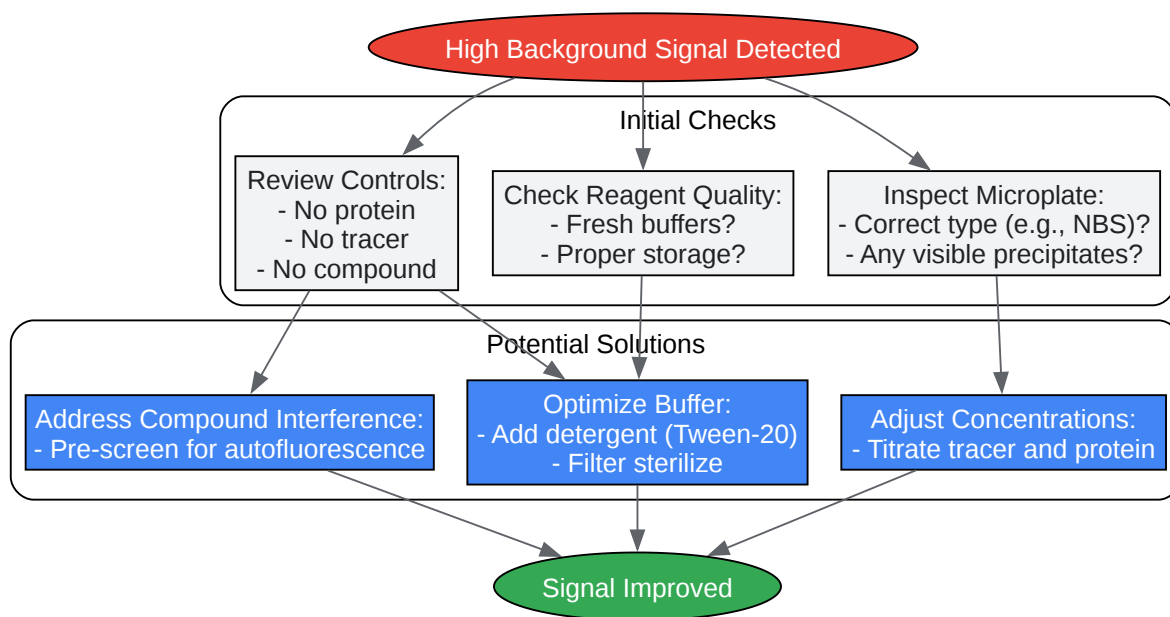 High Background Signal Detected
Initial Checks
Review Controls:
- No protein
- No tracer
- No compound
Check Reagent Quality:
- Fresh buffers?
- Proper storage?
Inspect Microplate:
- Correct type (e.g., NBS)?
- Any visible precipitates?
Potential Solutions
Address Compound Interference:
- Pre-screen for autofluorescence
Optimize Buffer:
- Add detergent (Tween-20)
- Filter sterilize
Adjust Concentrations:
- Titrate tracer and protein
Signal Improved